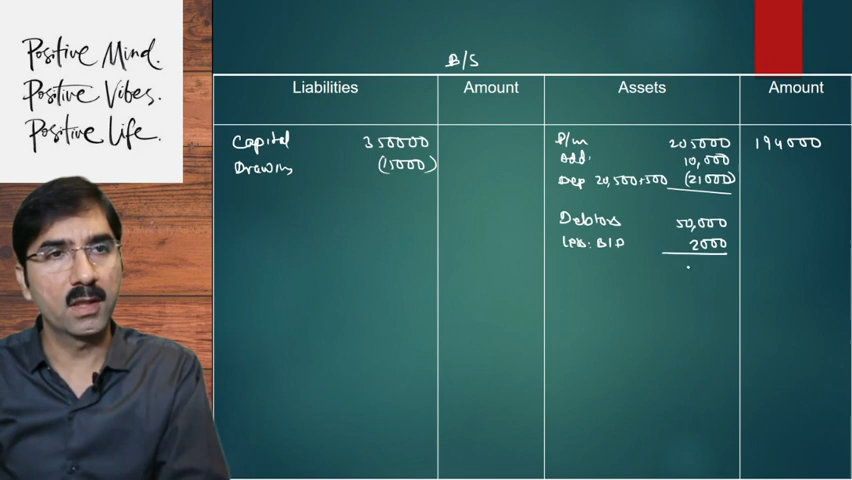 Positive Mind.
Positive Vibes.
Positive Life.
B/S
Liabilities Amount Assets Amount
Capital 350000 P/m 205000 194000
Add: 10,000
Drawing (15000) Dep 20,500+500 (21000)
Debtors 50,000
Less: B/D 2000